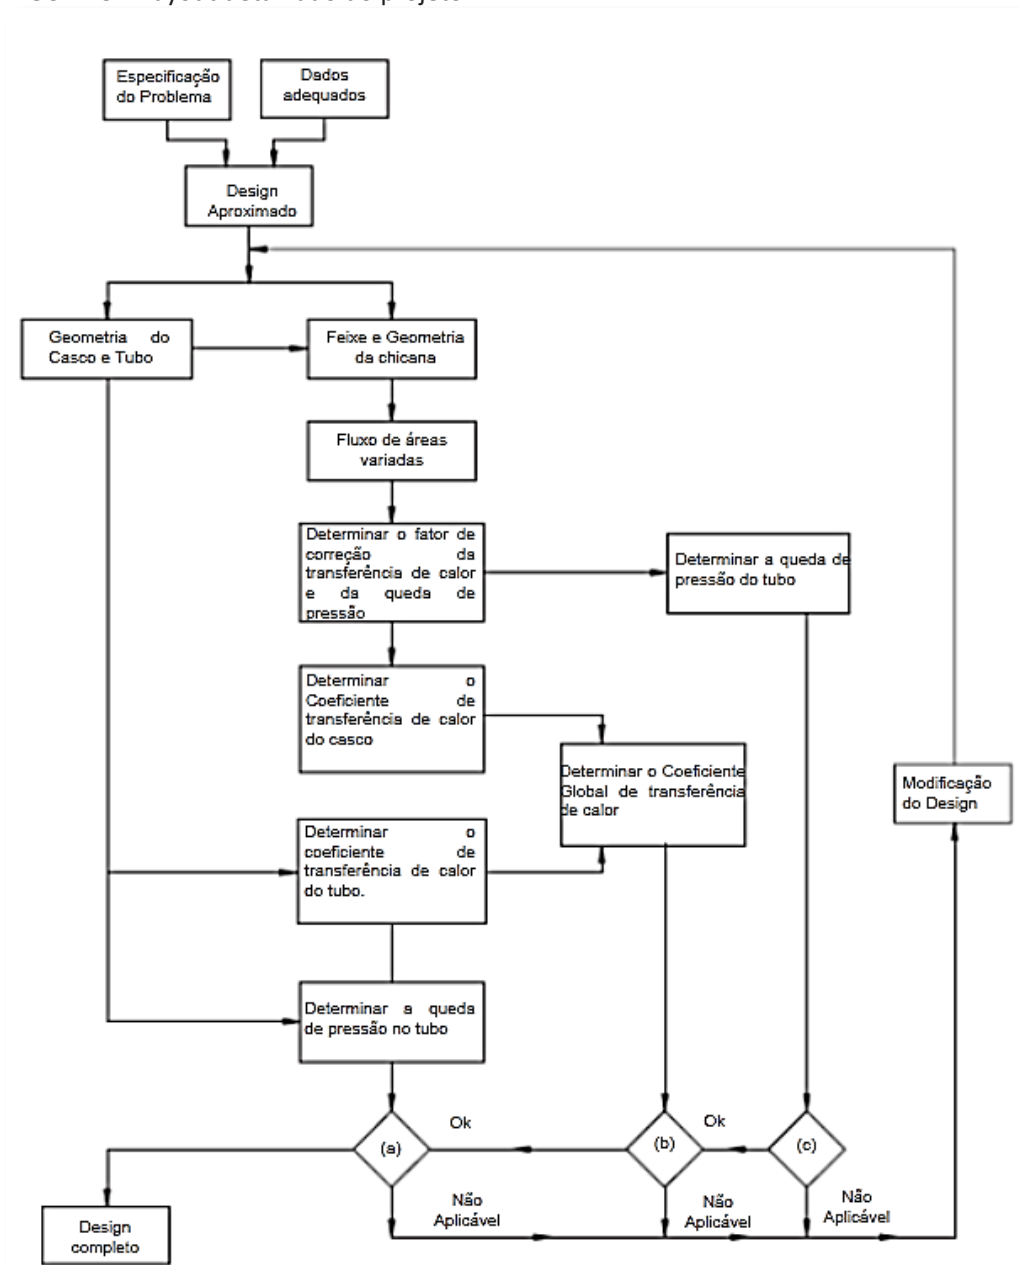 Especificação
do Problema
Dados
adequados
Design
Aproximado
Geometria do
Casco e Tubo
Feixe e Geometria
da chicana
Fluxo de áreas
variadas
Determinar o fator de
correção da
transferência de calor
e da queda de
pressão
Determinar a queda de
pressão do tubo
Determinar o
Coeficiente de
transferência de calor
do casco
Determinar o Coeficiente
Global de transferência
de calor
Modificação
do Design
Determinar o
coeficiente de
transferência de calor
do tubo.
Determinar a queda
de pressão no tubo
Ok
Ok
(a)
(b)
(c)
Não
Aplicável
Não
Aplicável
Não
Aplicável
Design
completo